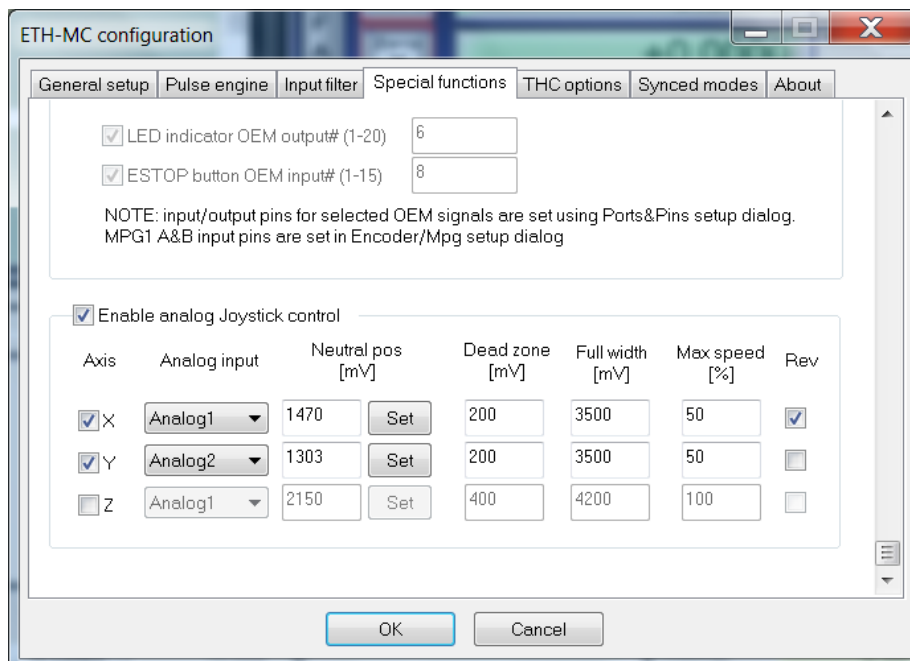 ETH-MC configuration
General setup Pulse engine Input filter Special functions THC options Synced modes About
LED indicator OEM output# (1-20) 6
ESTOP button OEM input# (1-15) 8
NOTE: input/output pins for selected OEM signals are set using Ports&Pins setup dialog.
MPG1 A&B input pins are set in Encoder/Mpg setup dialog
Enable analog Joystick control
Axis Analog input Neutral pos [mV] Dead zone [mV] Full width [mV] Max speed [%] Rev
X Analog1 1470 Set 200 3500 50
Y Analog2 1303 Set 200 3500 50
Z Analog1 2150 Set 400 4200 100
OK Cancel